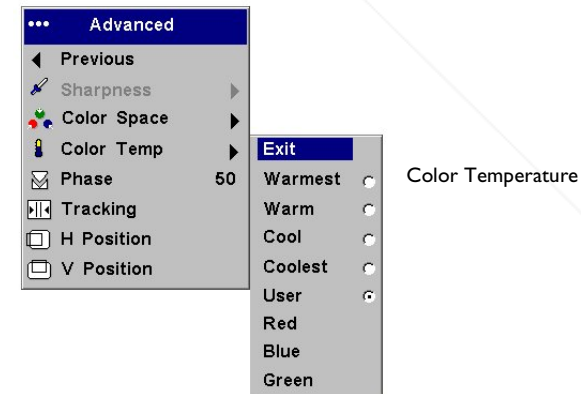 ••• Advanced
Previous
Sharpness
Color Space
Color Temp
Phase 50
Tracking
H Position
V Position
Exit
Warmest
Warm
Cool
Coolest
User
Red
Blue
Green
Color Temperature